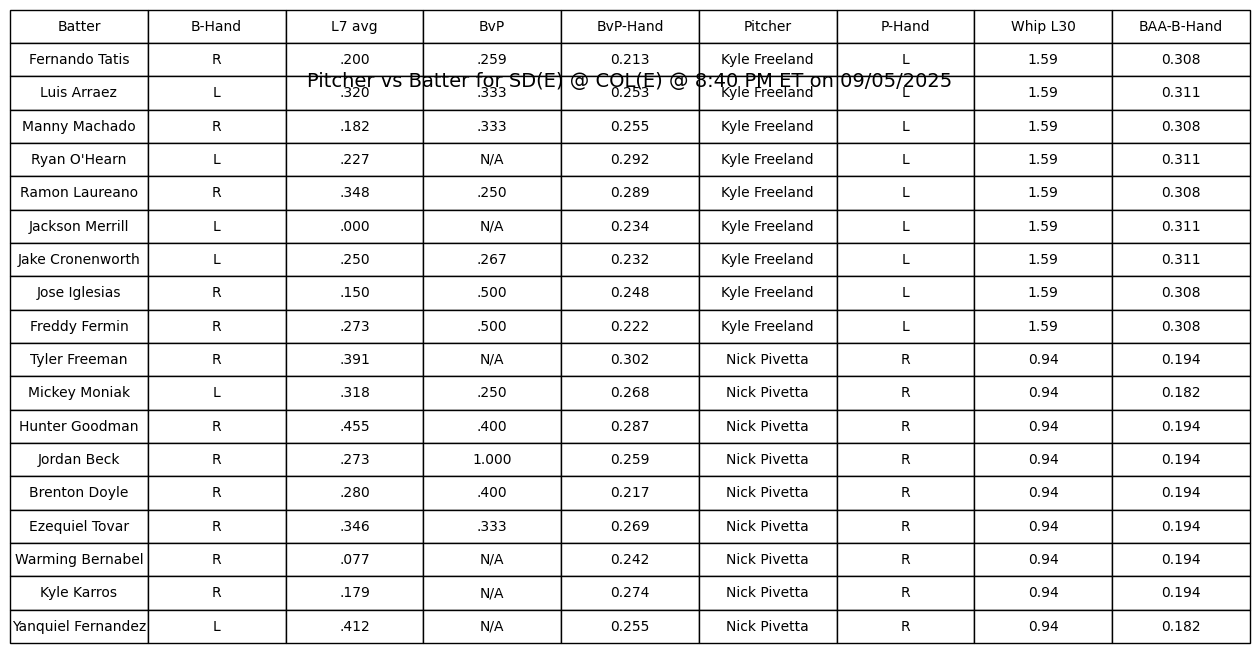 Batter B-Hand L7 avg BvP BvP-Hand Pitcher P-Hand Whip L30 BAA-B-Hand
Fernando Tatis R .200 .259 0.213 Kyle Freeland L 1.59 0.308
Pitcher vs Batter for SD(E) @ COL(E) @ 8:40 PM ET on 09/05/2025
Luis Arraez L .320 .333 0.253 Kyle Freeland L 1.59 0.311
Manny Machado R .182 .333 0.255 Kyle Freeland L 1.59 0.308
Ryan O'Hearn L .227 N/A 0.292 Kyle Freeland L 1.59 0.311
Ramon Laureano R .348 .250 0.289 Kyle Freeland L 1.59 0.308
Jackson Merrill L .000 N/A 0.234 Kyle Freeland L 1.59 0.311
Jake Cronenworth L .250 .267 0.232 Kyle Freeland L 1.59 0.311
Jose Iglesias R .150 .500 0.248 Kyle Freeland L 1.59 0.308
Freddy Fermin R .273 .500 0.222 Kyle Freeland L 1.59 0.308
Tyler Freeman R .391 N/A 0.302 Nick Pivetta R 0.94 0.194
Mickey Moniak L .318 .250 0.268 Nick Pivetta R 0.94 0.182
Hunter Goodman R .455 .400 0.287 Nick Pivetta R 0.94 0.194
Jordan Beck R .273 1.000 0.259 Nick Pivetta R 0.94 0.194
Brenton Doyle R .280 .400 0.217 Nick Pivetta R 0.94 0.194
Ezequiel Tovar R .346 .333 0.269 Nick Pivetta R 0.94 0.194
Warming Bernabel R .077 N/A 0.242 Nick Pivetta R 0.94 0.194
Kyle Karros R .179 N/A 0.274 Nick Pivetta R 0.94 0.194
Yanquiel Fernandez L .412 N/A 0.255 Nick Pivetta R 0.94 0.182